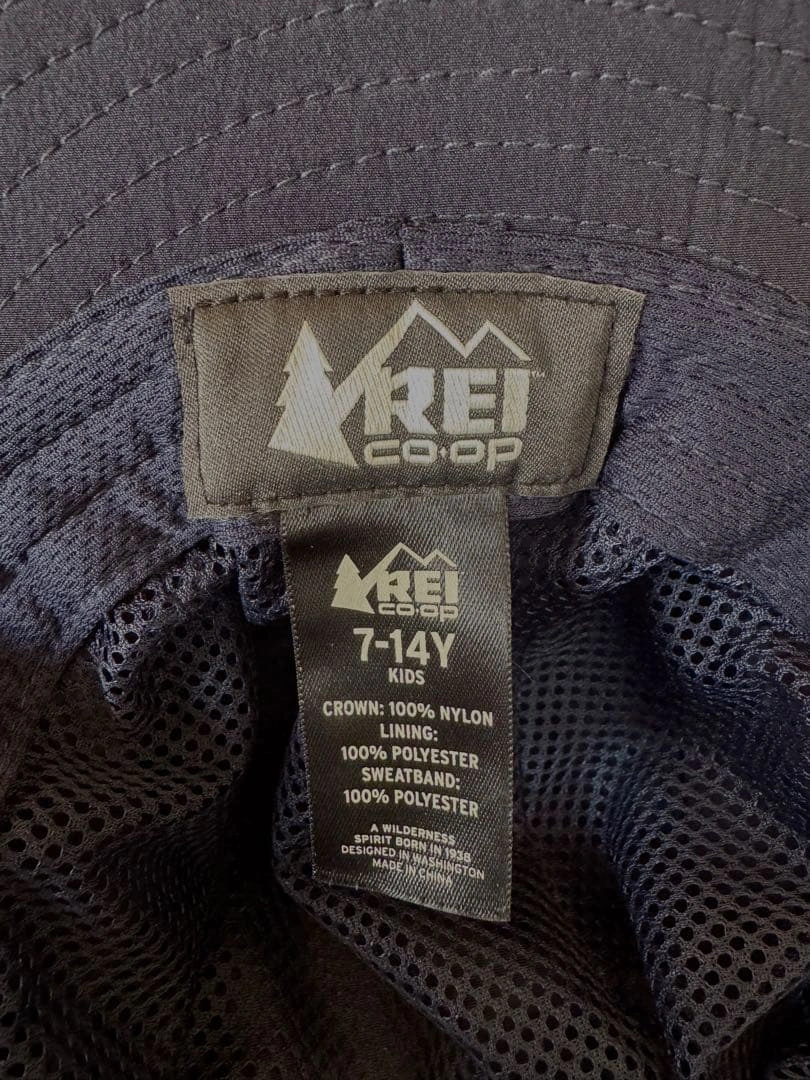 REI™
co·op
REI
co·op
7-14Y
KIDS
CROWN: 100% NYLON
LINING:
100% POLYESTER
SWEATBAND:
100% POLYESTER
A WILDERNESS
SPIRIT BORN IN 1938
DESIGNED IN WASHINGTON
MADE IN CHINA